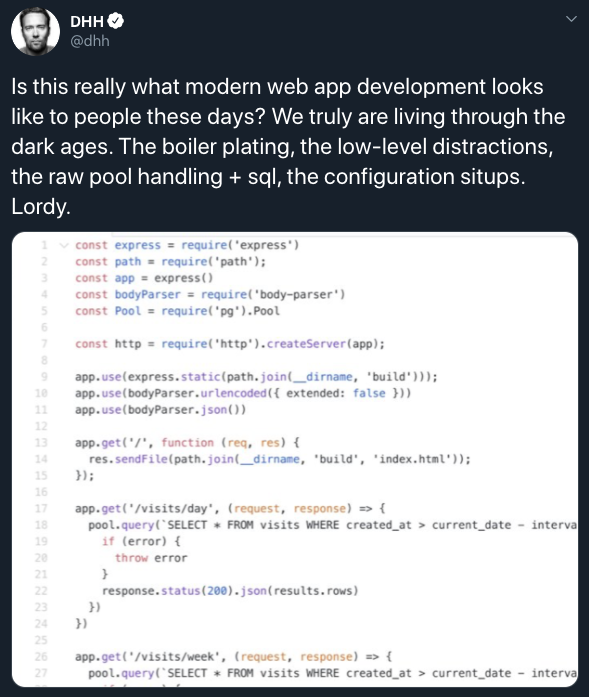 DHH
@dhh
Is this really what modern web app development looks
like to people these days? We truly are living through the
dark ages. The boiler plating, the low-level distractions,
the raw pool handling + sql, the configuration situps.
Lordy.
1 const express = require('express')
2 const path = require('path');
3 const app = express()
4 const bodyParser = require('body-parser')
5 const Pool = require('pg').Pool
6
7 const http = require('http').createServer(app);
8
9 app.use(express.static(path.join(__dirname, 'build')));
10 app.use(bodyParser.urlencoded({ extended: false }))
11 app.use(bodyParser.json())
12
13 app.get('/', function (req, res) {
14 res.sendFile(path.join(__dirname, 'build', 'index.html'));
15 });
16
17 app.get('/visits/day', (request, response) => {
18 pool.query(`SELECT * FROM visits WHERE created_at > current_date - interva
19 if (error) {
20 throw error
21 }
22 response.status(200).json(results.rows)
23 })
24 })
25
26 app.get('/visits/week', (request, response) => {
27 pool.query(`SELECT * FROM visits WHERE created_at > current_date - interva